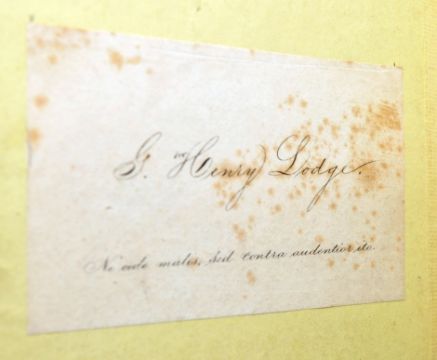 G. W. Henry Lodge.
Ne cede malis, sed contra audentior ito.